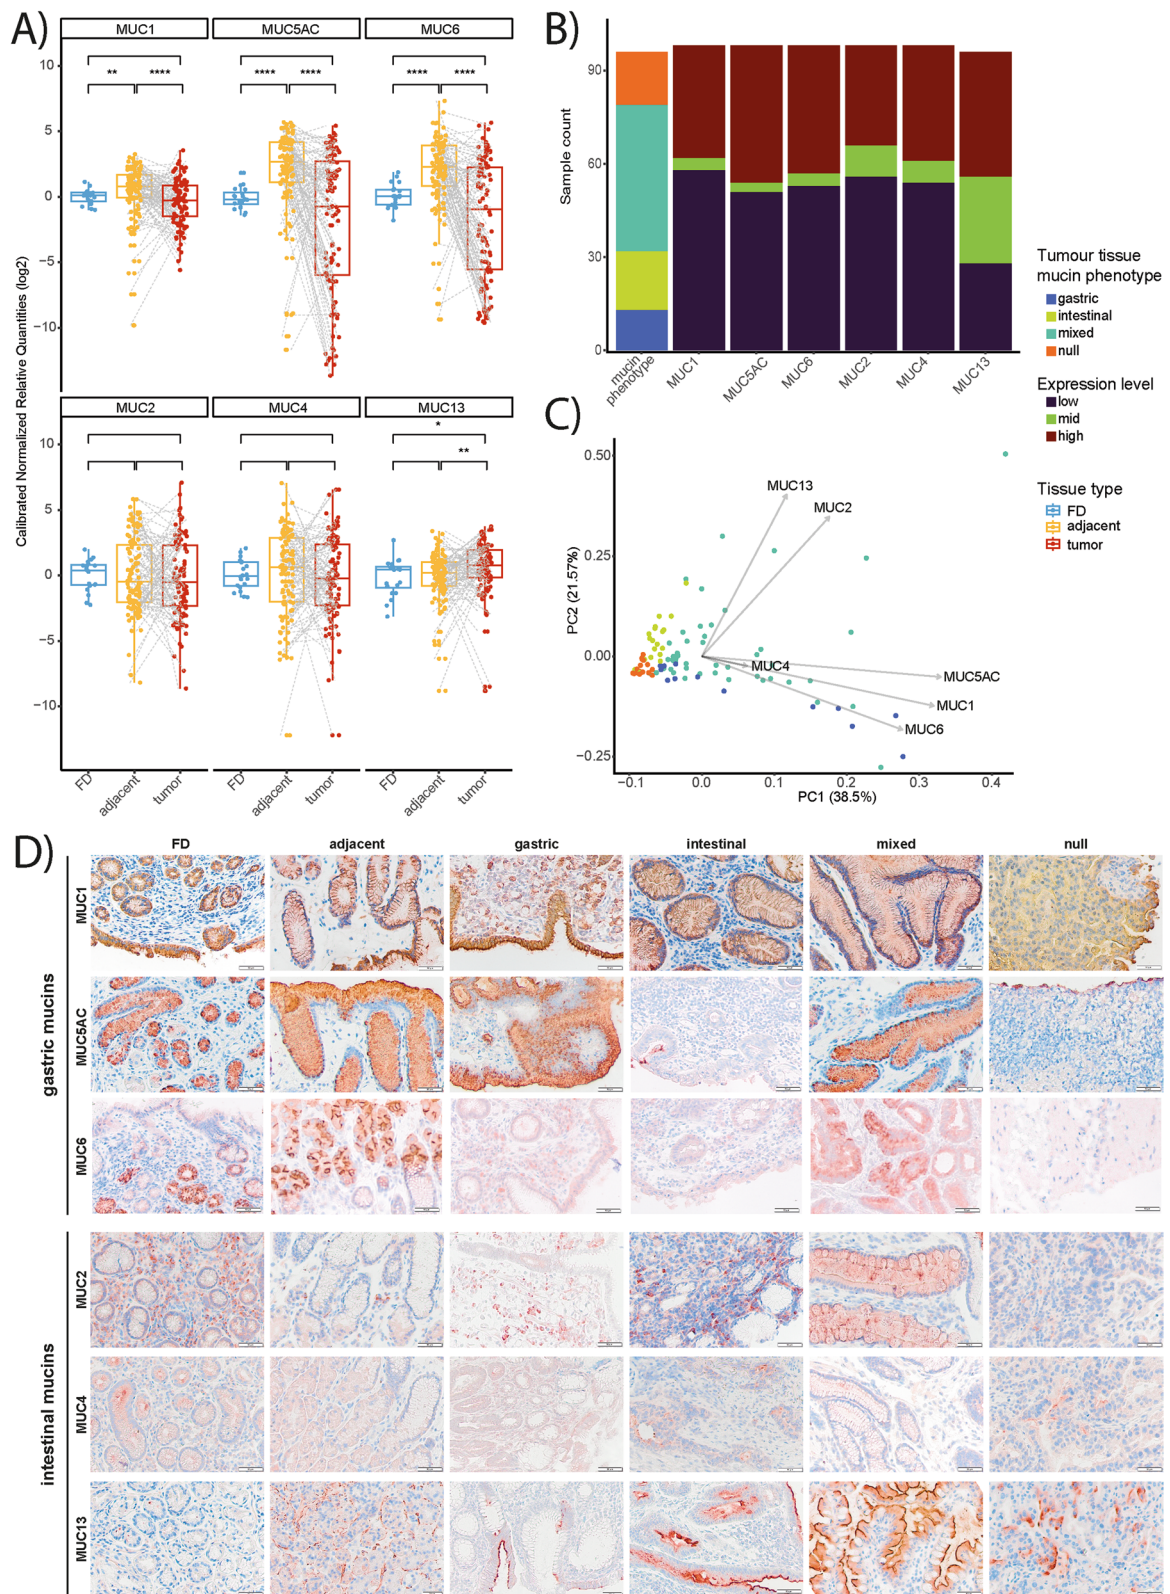 A)
MUC1
MUC5AC
MUC6
10
5
0
−5
−10
** ****
**** ****
**** ****
MUC2
MUC4
MUC13
10
5
0
−5
−10
*
**
Calibrated Normalized Relative Quantities (log2)
FD
adjacent
tumor
FD
adjacent
tumor
FD
adjacent
tumor
B)
Sample count
90
60
30
0
mucin
phenotype
MUC1
MUC5AC
MUC6
MUC2
MUC4
MUC13
Tumour tissue
mucin phenotype
gastric
intestinal
mixed
null
Expression level
low
mid
high
Tissue type
FD
adjacent
tumor
C)
PC2 (21.57%)
0.50
0.25
0.00
−0.25
MUC13
MUC2
MUC4
MUC5AC
MUC1
MUC6
−0.1
0.0
0.1
0.2
0.3
0.4
PC1 (38.5%)
D)
FD
adjacent
gastric
intestinal
mixed
null
gastric mucins
MUC1
MUC5AC
MUC6
intestinal mucins
MUC2
MUC4
MUC13